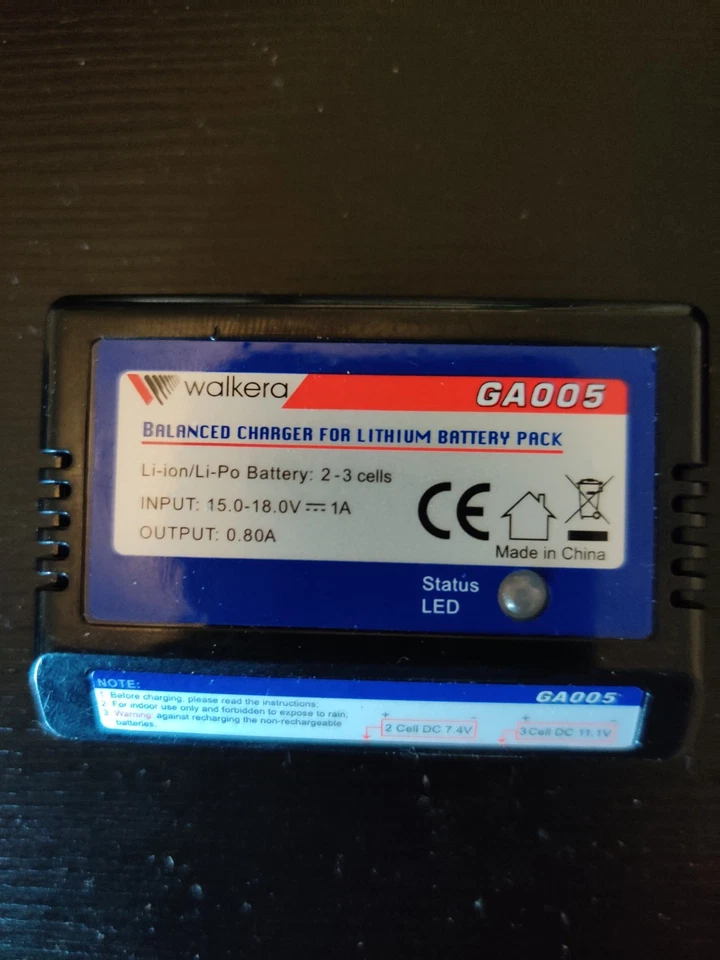 walkera
GA005
BALANCED CHARGER FOR LITHIUM BATTERY PACK
Li-ion/Li-Po Battery: 2-3 cells
INPUT: 15.0-18.0V ⎓ 1A
OUTPUT: 0.80A
CE
Made in China
Status
LED
NOTE:
GA005
1. Before charging, please read the instructions;
2. For indoor use only and forbidden to expose to rain;
3. Warning: against recharging the non-rechargeable
batteries.
+ - + -
2 Cell DC 7.4V
3 Cell DC 11.1V